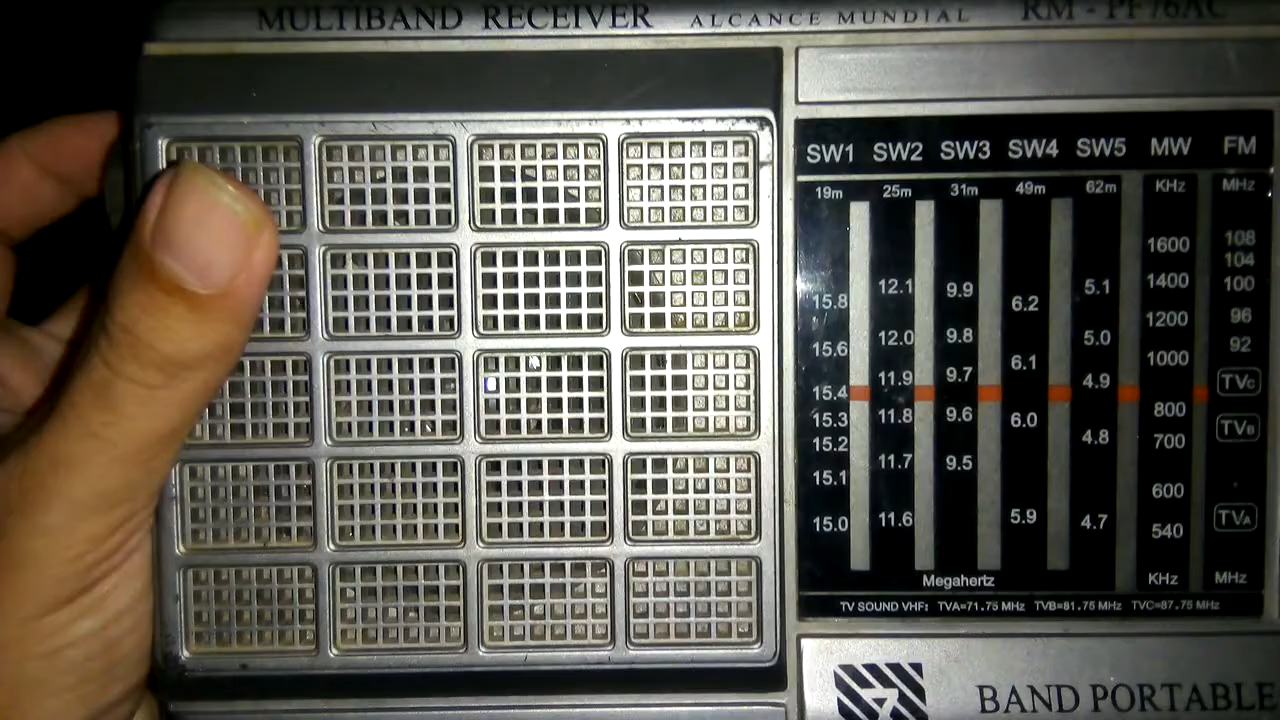 MULTIBAND RECEIVER ALCANCE MUNDIAL RM - PF76AC
SW1 SW2 SW3 SW4 SW5 MW FM
19m 25m 31m 49m 62m KHz MHz
1600 108
104
12.1 9.9 5.1 1400 100
15.8 6.2
1200 96
15.6 12.0 9.8 5.0 92
6.1 1000
11.9 9.7 4.9 TVC
15.4
15.3 11.8 9.6 6.0 800
15.2 4.8 700 TVB
15.1 11.7 9.5
600
15.0 11.6 5.9 4.7 540 TVA
Megahertz KHz MHz
TV SOUND VHF: TVA=71.75 MHz TVB=81.75 MHz TVC=87.75 MHz
7 BAND PORTABLE